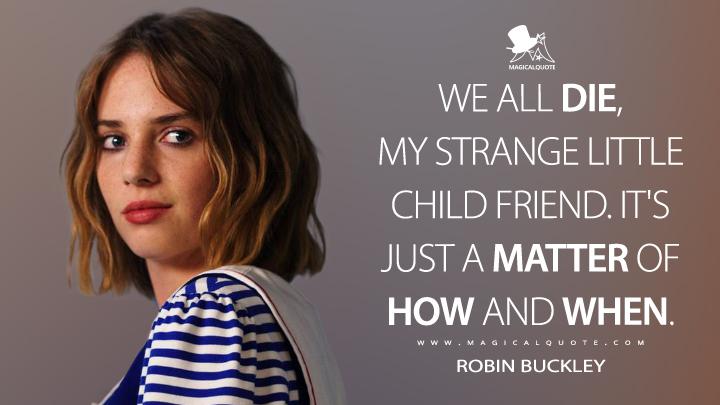 MAGICALQUOTE
WE ALL DIE,
MY STRANGE LITTLE
CHILD FRIEND. IT'S
JUST A MATTER OF
HOW AND WHEN.
WWW.MAGICALQUOTE.COM
ROBIN BUCKLEY